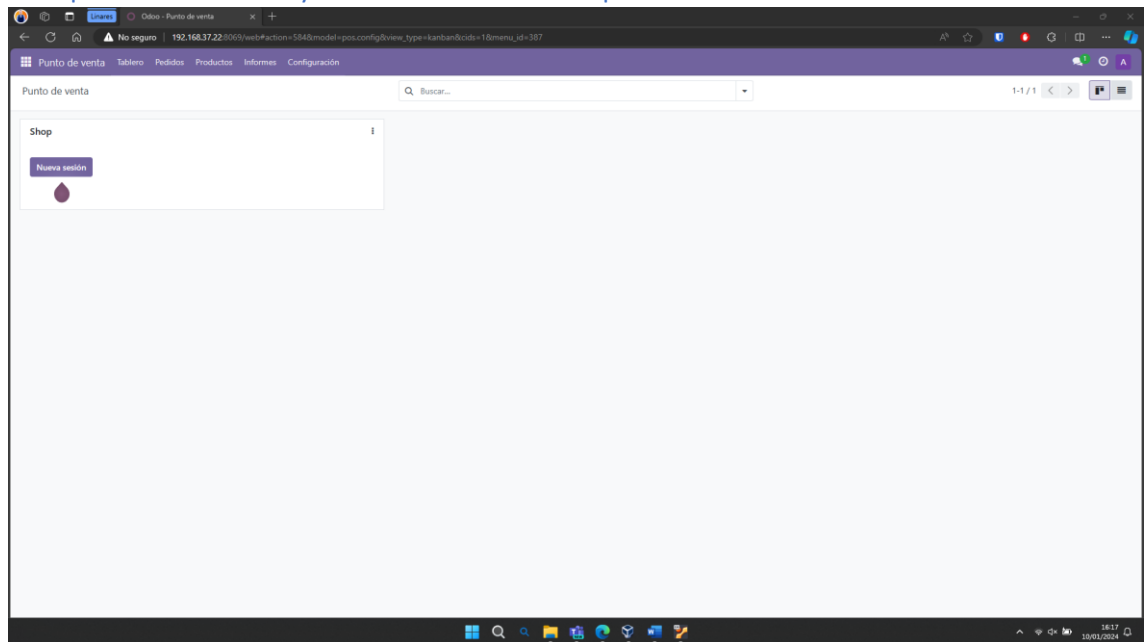 Linares
Odoo - Punto de venta
No seguro
192.168.37.22:8069/web#action=584&model=pos.config&view_type=kanban&cids=1&menu_id=387
Punto de venta Tablero Pedidos Productos Informes Configuración
1
A
Punto de venta
Buscar...
1-1 / 1
Shop
Nueva sesión
16:17
10/01/2024